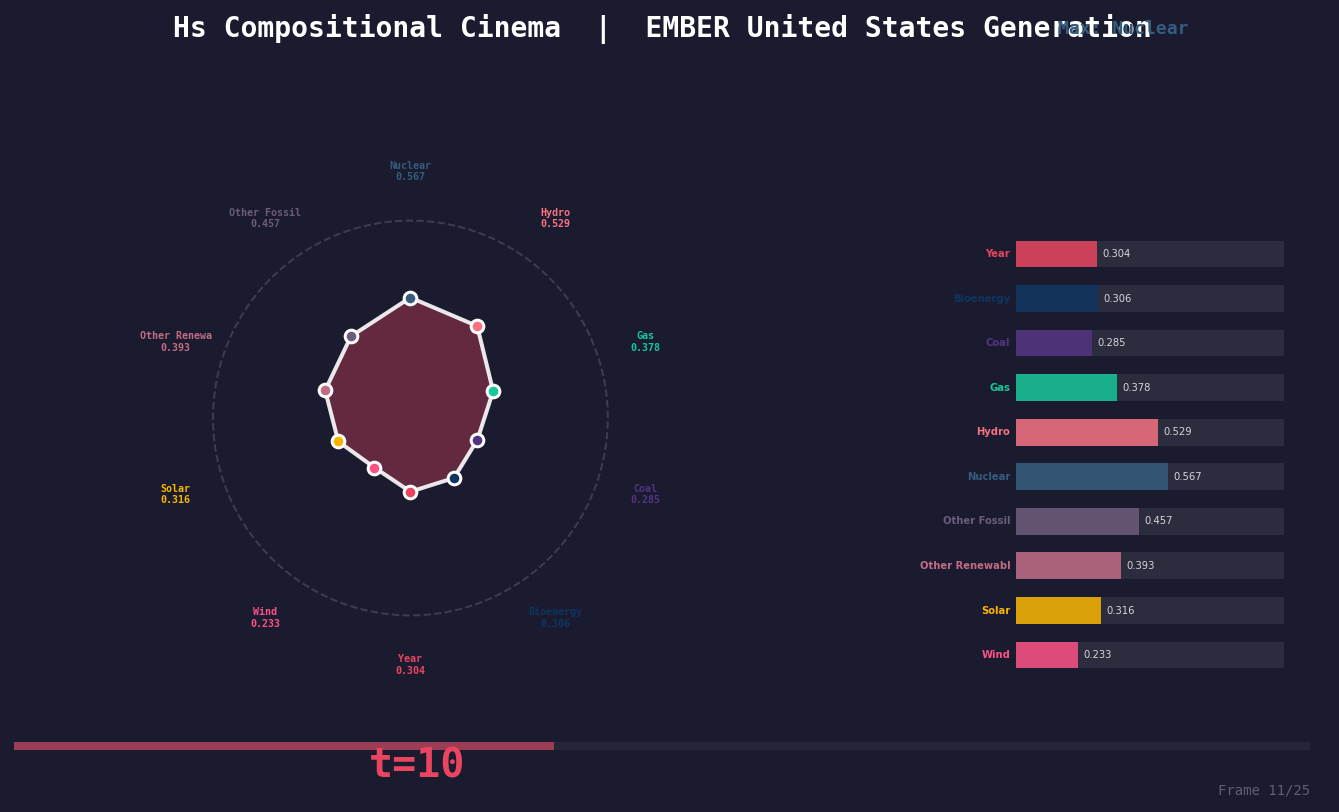 Hs Compositional Cinema | EMBER United States Generation
Max: Nuclear
Nuclear
0.567
Other Fossil
0.457
Hydro
0.529
Other Renewa
0.393
Gas
0.378
Solar
0.316
Coal
0.285
Wind
0.233
Bioenergy
0.306
Year
0.304
Year 0.304
Bioenergy 0.306
Coal 0.285
Gas 0.378
Hydro 0.529
Nuclear 0.567
Other Fossil 0.457
Other Renewabl 0.393
Solar 0.316
Wind 0.233
t=10
Frame 11/25